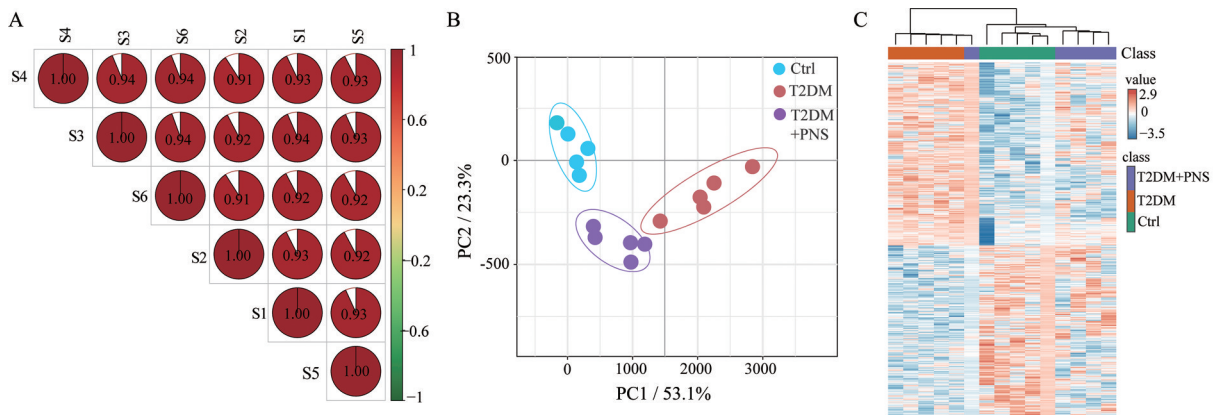 A
S4 S3 S6 S2 S1 S5
S4 1.00 0.94 0.94 0.91 0.93 0.93
S3 1.00 0.94 0.92 0.94 0.93
S6 1.00 0.91 0.92 0.92
S2 1.00 0.93 0.92
S1 1.00 0.93
S5 1.00
1
0.6
0.2
-0.2
-0.6
-1
B
PC2 / 23.3%
500
0
-500
0 1000 2000 3000
PC1 / 53.1%
Ctrl
T2DM
T2DM
+PNS
C
Class
value
2.9
-3.5
class
T2DM+PNS
T2DM
Ctrl